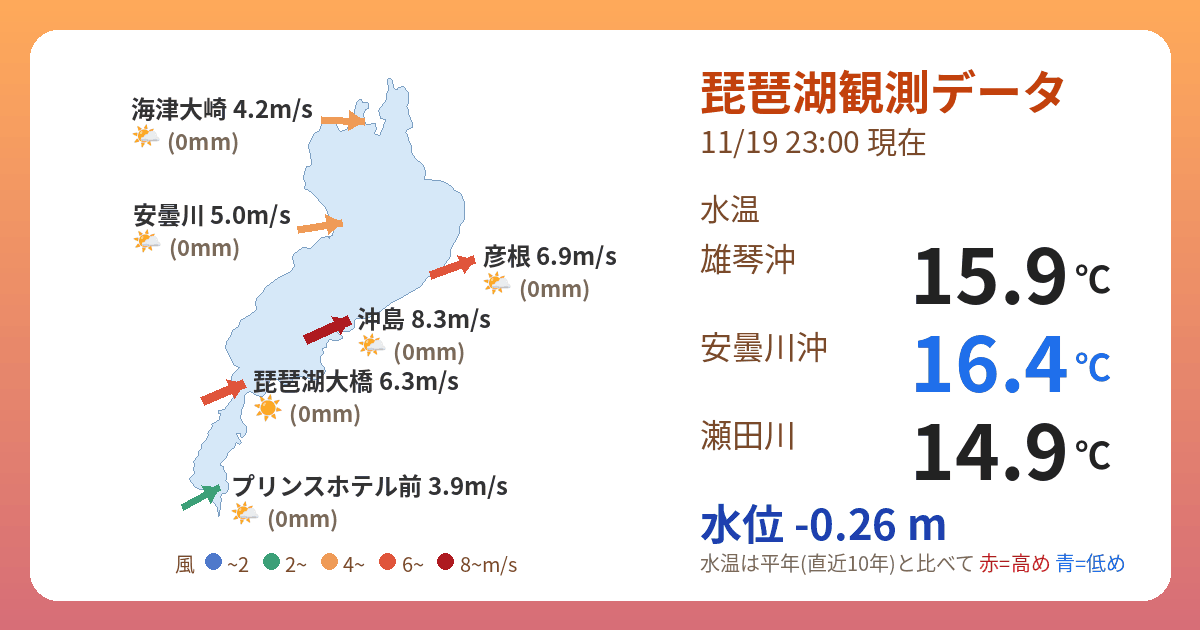 琵琶湖観測データ
11/19 23:00 現在
海津大崎 4.2m/s
(0mm)
安曇川 5.0m/s
(0mm)
彦根 6.9m/s
(0mm)
沖島 8.3m/s
(0mm)
琵琶湖大橋 6.3m/s
(0mm)
プリンスホテル前 3.9m/s
(0mm)
風 ~2 2~ 4~ 6~ 8~m/s
水温
雄琴沖 15.9℃
安曇川沖 16.4℃
瀬田川 14.9℃
水位 -0.26 m
水温は平年(直近10年)と比べて 赤=高め 青=低め